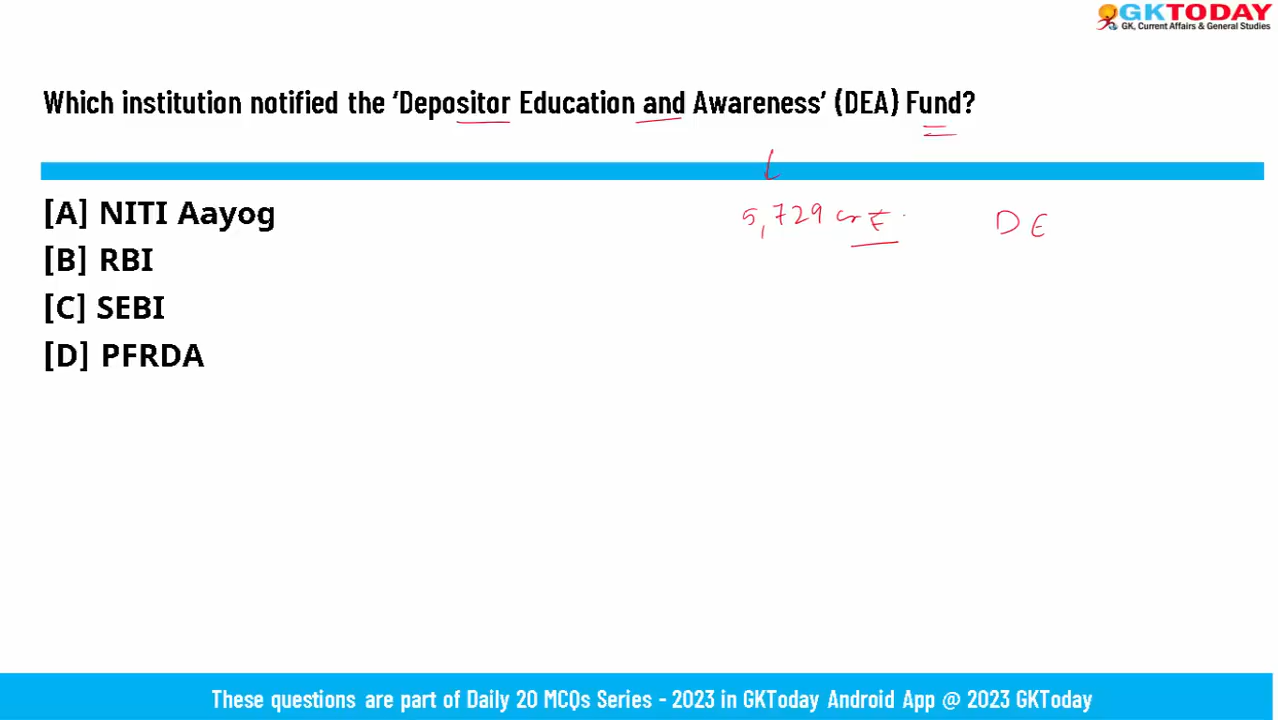 GKTODAY
GK, Current Affairs & General Studies
Which institution notified the ‘Depositor Education and Awareness’ (DEA) Fund?
[A] NITI Aayog
5,729 cr ₹.
D E
[B] RBI
[C] SEBI
[D] PFRDA
These questions are part of Daily 20 MCQs Series - 2023 in GKToday Android App @ 2023 GKToday